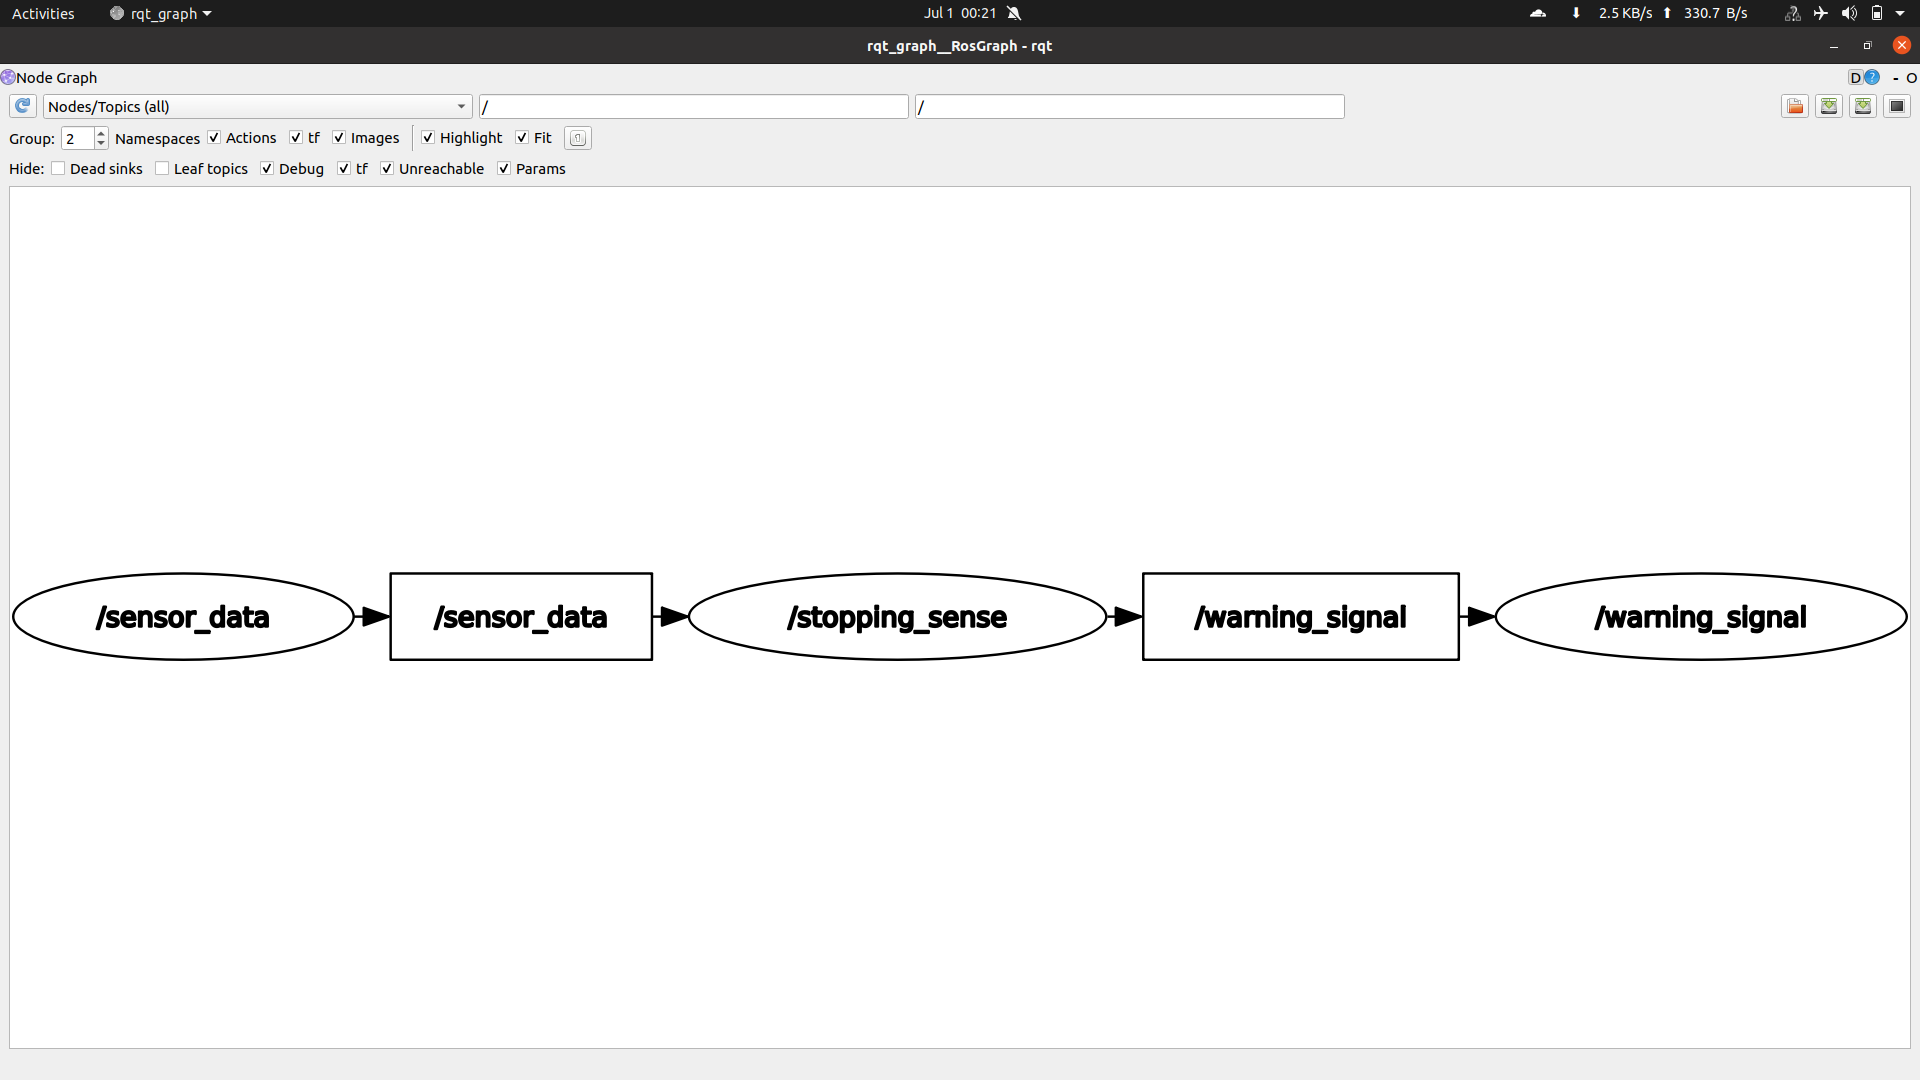 Activities rqt_graph Jul 1 00:21 2.5 KB/s 330.7 B/s
rqt_graph__RosGraph - rqt
Node Graph D ? - O
Nodes/Topics (all) / /
Group: 2 Namespaces Actions tf Images Highlight Fit
Hide: Dead sinks Leaf topics Debug tf Unreachable Params
/sensor_data /sensor_data /stopping_sense /warning_signal /warning_signal